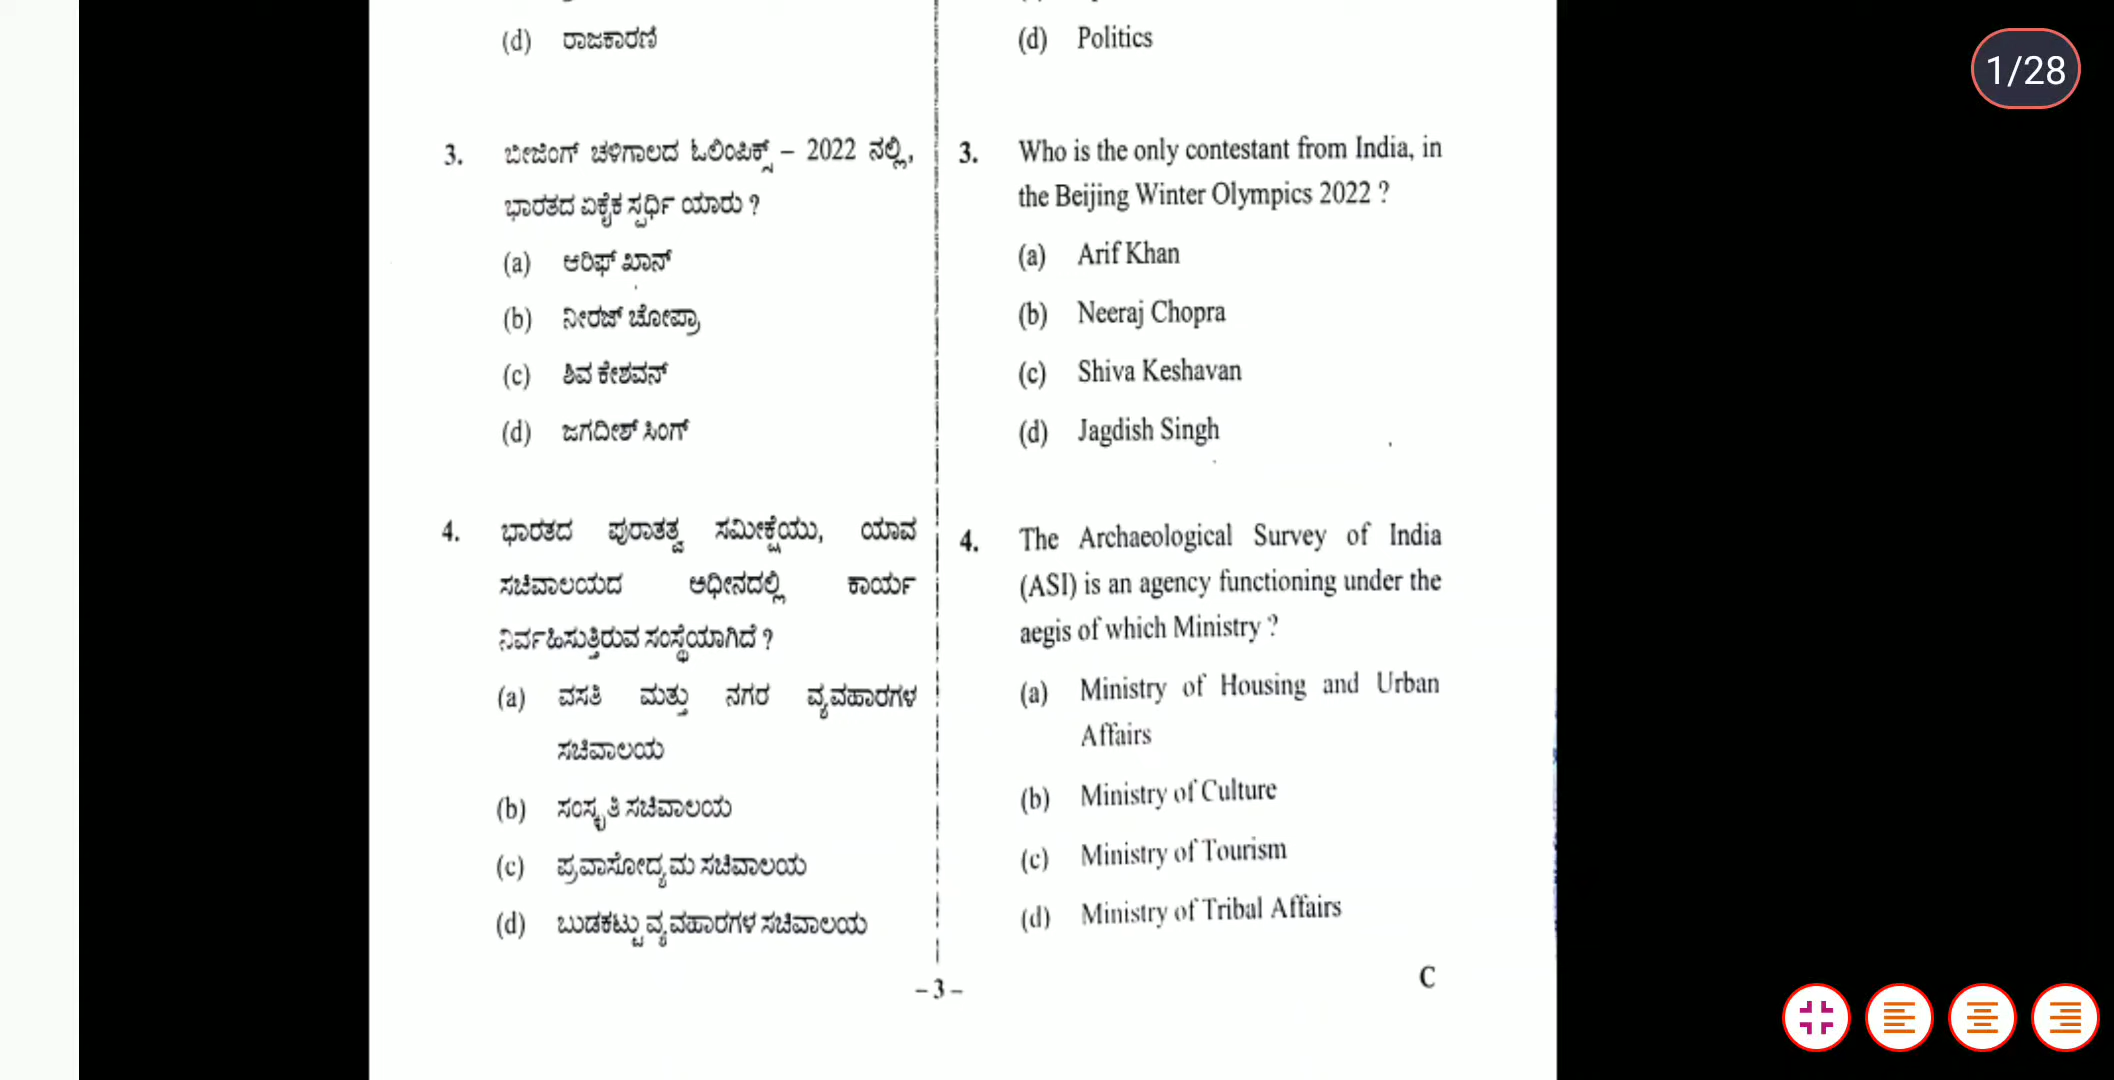 (d) ರಾಜಕಾರಣಿ
3. ಬೀಜಿಂಗ್ ಚಳಿಗಾಲದ ಓಲಿಂಪಿಕ್ಸ್ – 2022 ನಲ್ಲಿ,
ಭಾರತದ ಏಕೈಕ ಸ್ಪರ್ಧಿ ಯಾರು ?
(a) ಆರಿಫ್ ಖಾನ್
(b) ನೀರಜ್ ಚೋಪ್ರಾ
(c) ಶಿವ ಕೇಶವನ್
(d) ಜಗದೀಶ್ ಸಿಂಗ್
4. ಭಾರತದ ಪುರಾತತ್ವ ಸಮೀಕ್ಷೆಯು, ಯಾವ
ಸಚಿವಾಲಯದ ಅಧೀನದಲ್ಲಿ ಕಾರ್ಯ
ನಿರ್ವಹಿಸುತ್ತಿರುವ ಸಂಸ್ಥೆಯಾಗಿದೆ ?
(a) ವಸತಿ ಮತ್ತು ನಗರ ವ್ಯವಹಾರಗಳ
ಸಚಿವಾಲಯ
(b) ಸಂಸ್ಕೃತಿ ಸಚಿವಾಲಯ
(c) ಪ್ರವಾಸೋದ್ಯಮ ಸಚಿವಾಲಯ
(d) ಬುಡಕಟ್ಟು ವ್ಯವಹಾರಗಳ ಸಚಿವಾಲಯ
(d) Politics
3. Who is the only contestant from India, in
the Beijing Winter Olympics 2022 ?
(a) Arif Khan
(b) Neeraj Chopra
(c) Shiva Keshavan
(d) Jagdish Singh
4. The Archaeological Survey of India
(ASI) is an agency functioning under the
aegis of which Ministry ?
(a) Ministry of Housing and Urban
Affairs
(b) Ministry of Culture
(c) Ministry of Tourism
(d) Ministry of Tribal Affairs
– 3 –
C
1/28